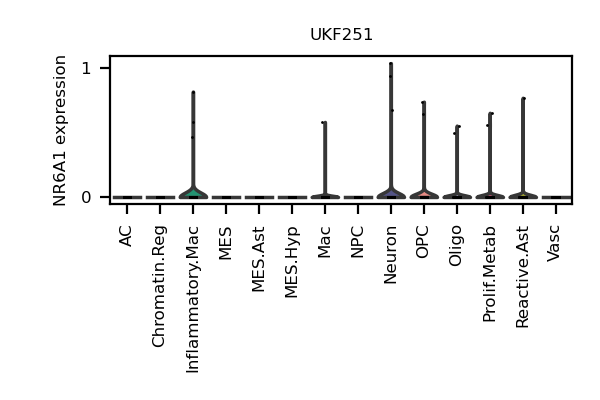 UKF251
NR6A1 expression
1
0
AC
Chromatin.Reg
Inflammatory.Mac
MES
MES.Ast
MES.Hyp
Mac
NPC
Neuron
OPC
Oligo
Prolif.Metab
Reactive.Ast
Vasc